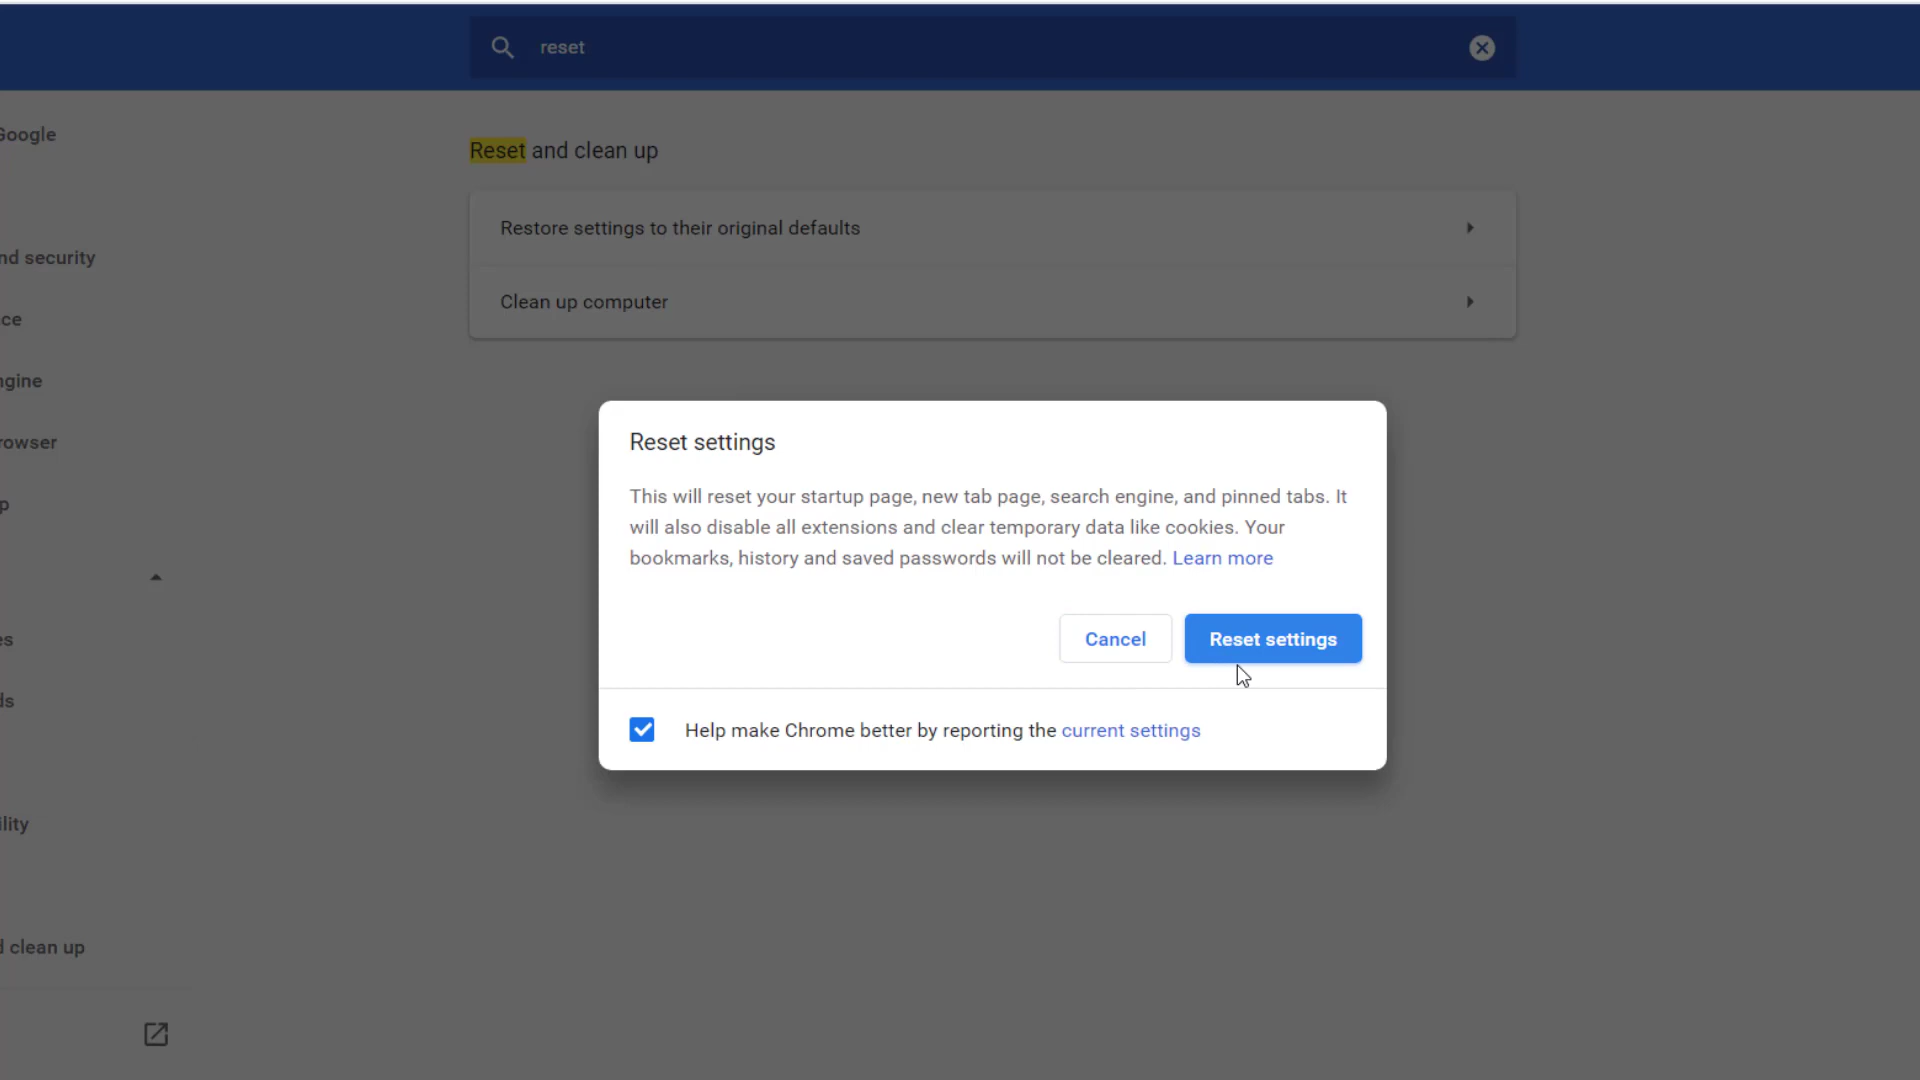 reset
Google
nd security
ce
ngine
rowser
p
es
ds
ility
d clean up
Reset and clean up
Restore settings to their original defaults
Clean up computer
Reset settings
This will reset your startup page, new tab page, search engine, and pinned tabs. It
will also disable all extensions and clear temporary data like cookies. Your
bookmarks, history and saved passwords will not be cleared. Learn more
Cancel
Reset settings
Help make Chrome better by reporting the current settings